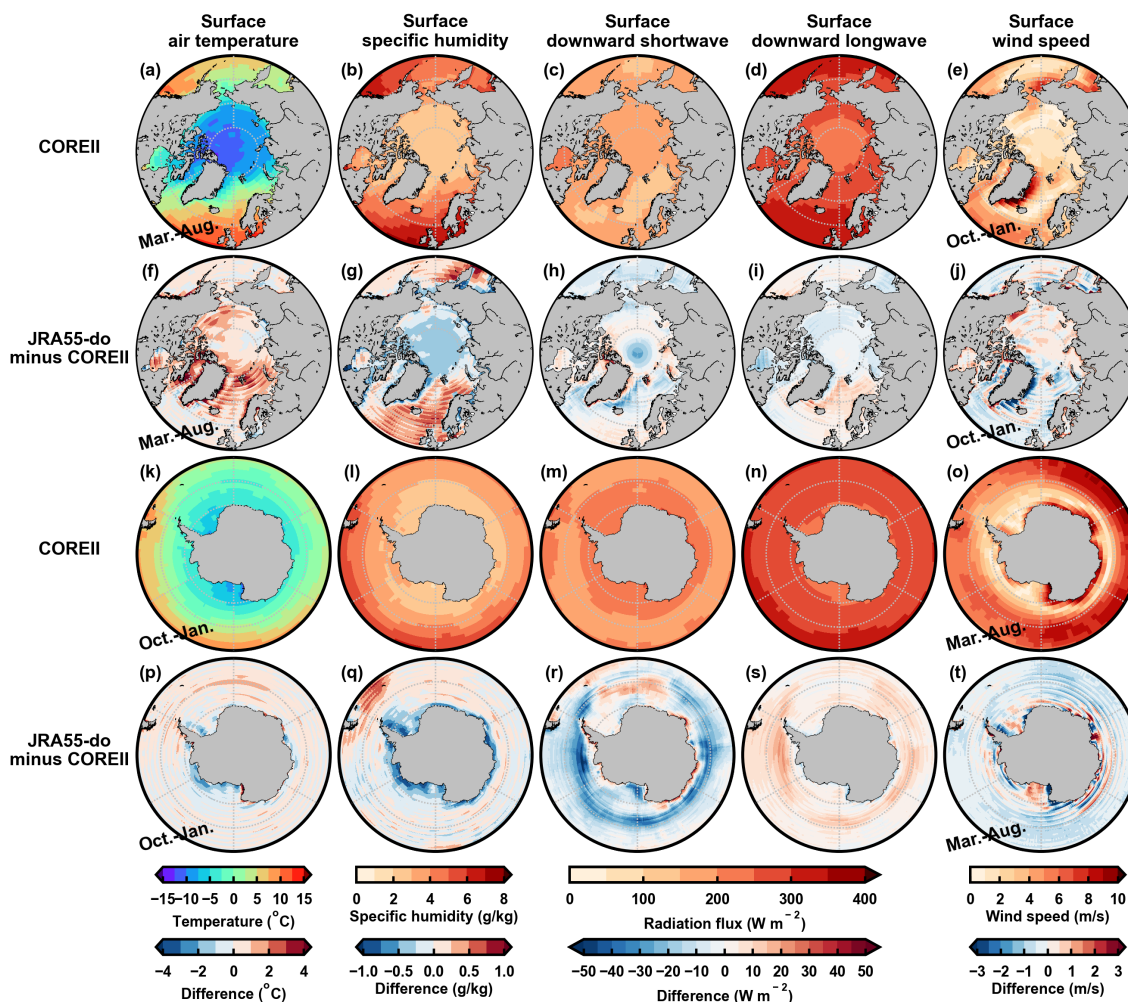 Surface
air temperature
Surface
specific humidity
Surface
downward shortwave
Surface
downward longwave
Surface
wind speed
(a) (b) (c) (d) (e)
COREII
Mar.-Aug. Oct.-Jan.
(f) (g) (h) (i) (j)
JRA55-do
minus COREII
Mar.-Aug. Oct.-Jan.
(k) (l) (m) (n) (o)
COREII
Oct.-Jan. Mar.-Aug.
(p) (q) (r) (s) (t)
JRA55-do
minus COREII
Oct.-Jan. Mar.-Aug.
−15 −10 −5 0 5 10 15
Temperature (°C)
0 2 4 6 8
Specific humidity (g/kg)
0 100 200 300 400
Radiation flux (W m⁻²)
0 2 4 6 8 10
Wind speed (m/s)
−4 −2 0 2 4
Difference (°C)
−1.0 −0.5 0.0 0.5 1.0
Difference (g/kg)
−50 −40 −30 −20 −10 0 10 20 30 40 50
Difference (W m⁻²)
−3 −2 −1 0 1 2 3
Difference (m/s)